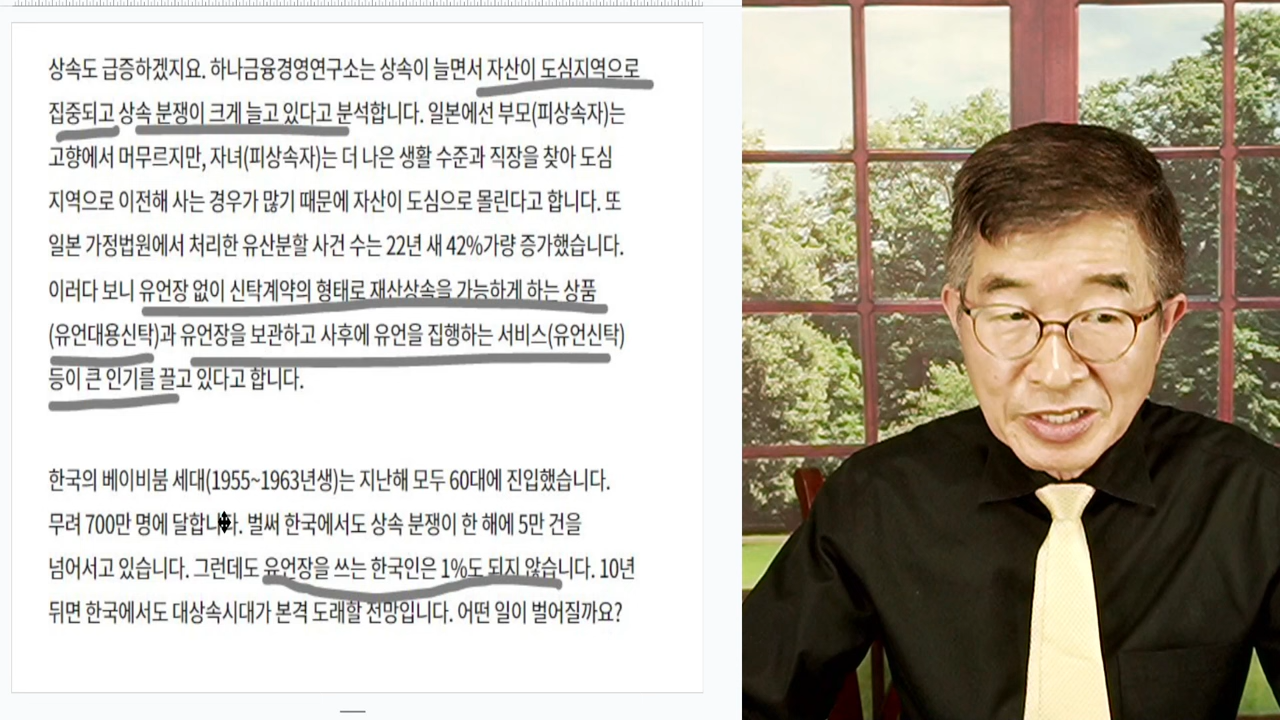 상속도 급증하겠지요. 하나금융경영연구소는 상속이 늘면서 자산이 도심지역으로
집중되고 상속 분쟁이 크게 늘고 있다고 분석합니다. 일본에선 부모(피상속자)는
고향에서 머무르지만, 자녀(피상속자)는 더 나은 생활 수준과 직장을 찾아 도심
지역으로 이전해 사는 경우가 많기 때문에 자산이 도심으로 몰린다고 합니다. 또
일본 가정법원에서 처리한 유산분할 사건 수는 22년 새 42%가량 증가했습니다.
이러다 보니 유언장 없이 신탁계약의 형태로 재산상속을 가능하게 하는 상품
(유언대용신탁)과 유언장을 보관하고 사후에 유언을 집행하는 서비스(유언신탁)
등이 큰 인기를 끌고 있다고 합니다.
한국의 베이비붐 세대(1955~1963년생)는 지난해 모두 60대에 진입했습니다.
무려 700만 명에 달합니다. 벌써 한국에서도 상속 분쟁이 한 해에 5만 건을
넘어서고 있습니다. 그런데도 유언장을 쓰는 한국인은 1%도 되지 않습니다. 10년
뒤면 한국에서도 대상속시대가 본격 도래할 전망입니다. 어떤 일이 벌어질까요?